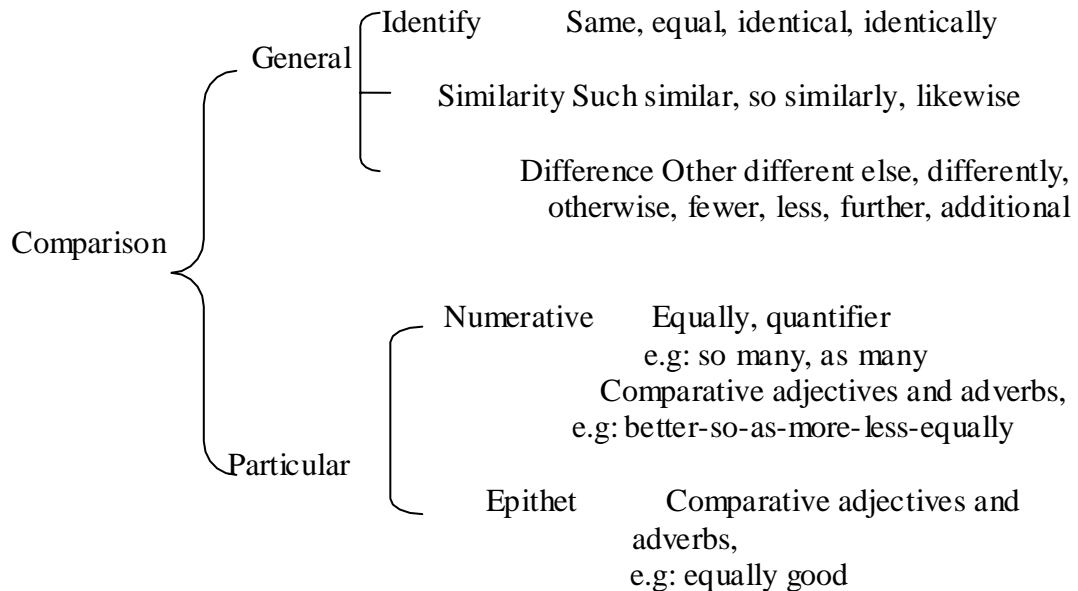 Identify Same, equal, identical, identically
General
Similarity Such similar, so similarly, likewise
Difference Other different else, differently,
otherwise, fewer, less, further, additional
Comparison
Numerative Equally, quantifier
e.g: so many, as many
Comparative adjectives and adverbs,
e.g: better-so-as-more-less-equally
Particular
Epithet Comparative adjectives and
adverbs,
e.g: equally good